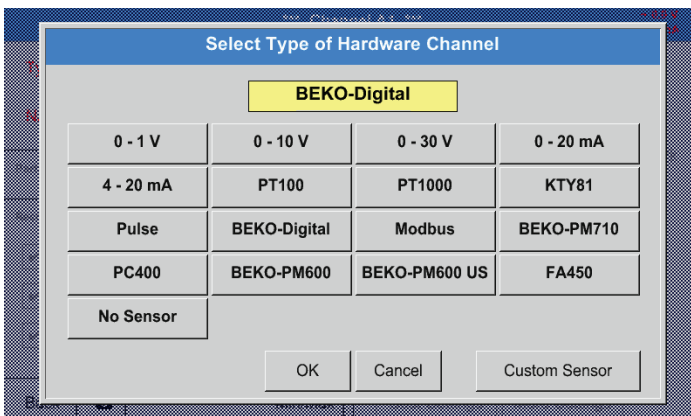 *** Channel A1 ***
Select Type of Hardware Channel
BEKO-Digital
0 - 1 V 0 - 10 V 0 - 30 V 0 - 20 mA
4 - 20 mA PT100 PT1000 KTY81
Pulse BEKO-Digital Modbus BEKO-PM710
PC400 BEKO-PM600 BEKO-PM600 US FA450
No Sensor
OK Cancel Custom Sensor